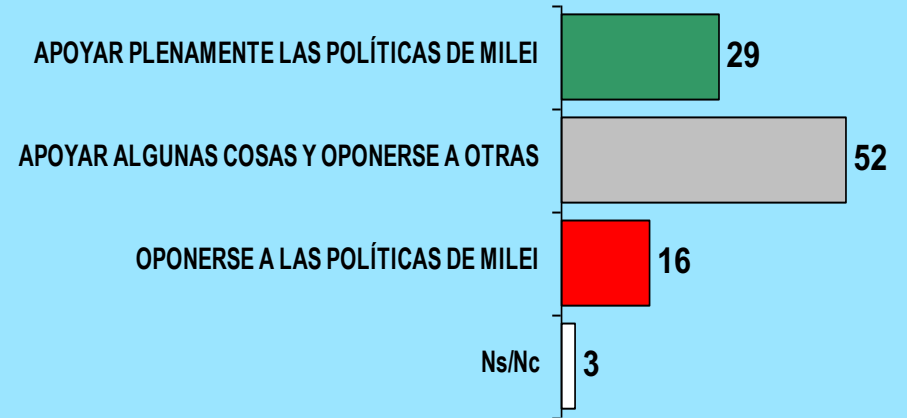 APOYAR PLENAMENTE LAS POLÍTICAS DE MILEI 29
APOYAR ALGUNAS COSAS Y OPONERSE A OTRAS 52
OPONERSE A LAS POLÍTICAS DE MILEI 16
Ns/Nc 3